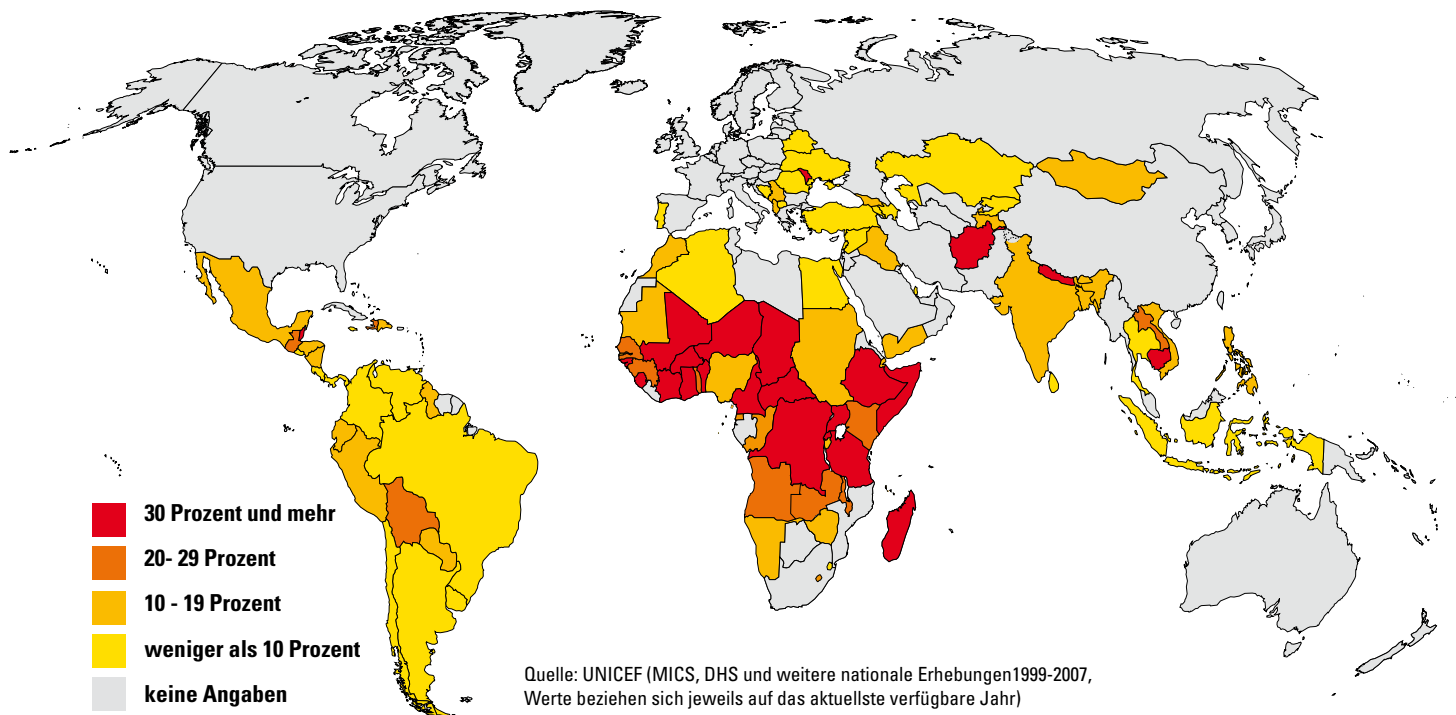 30 Prozent und mehr
20- 29 Prozent
10 - 19 Prozent
weniger als 10 Prozent
keine Angaben
Quelle: UNICEF (MICS, DHS und weitere nationale Erhebungen1999-2007,
Werte beziehen sich jeweils auf das aktuellste verfügbare Jahr)